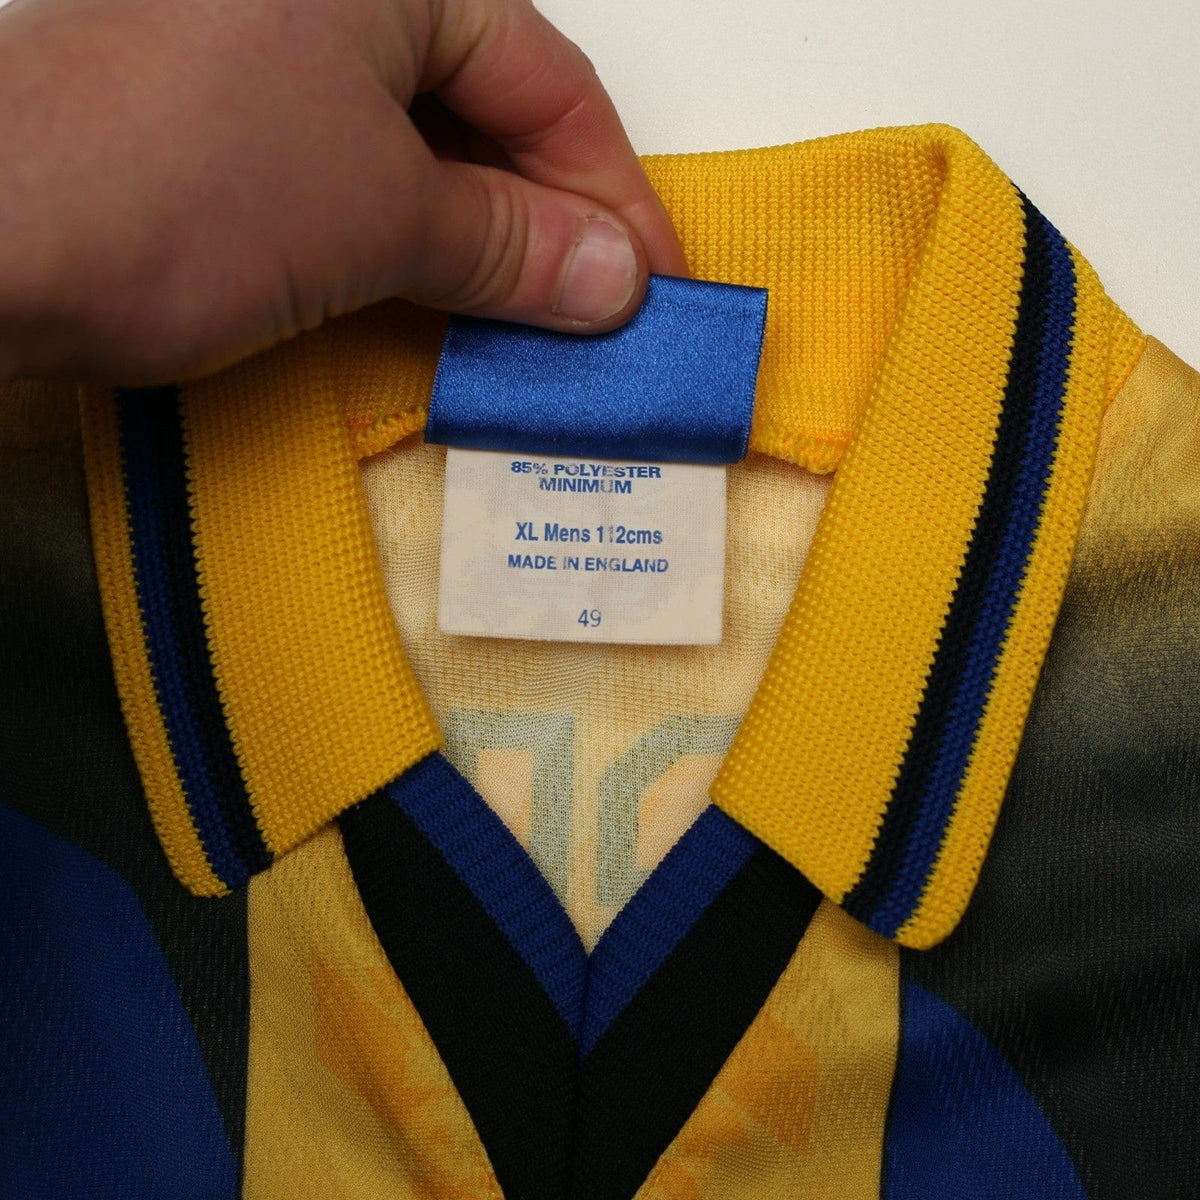 85% POLYESTER
MINIMUM
XL Mens 112cms
MADE IN ENGLAND
49